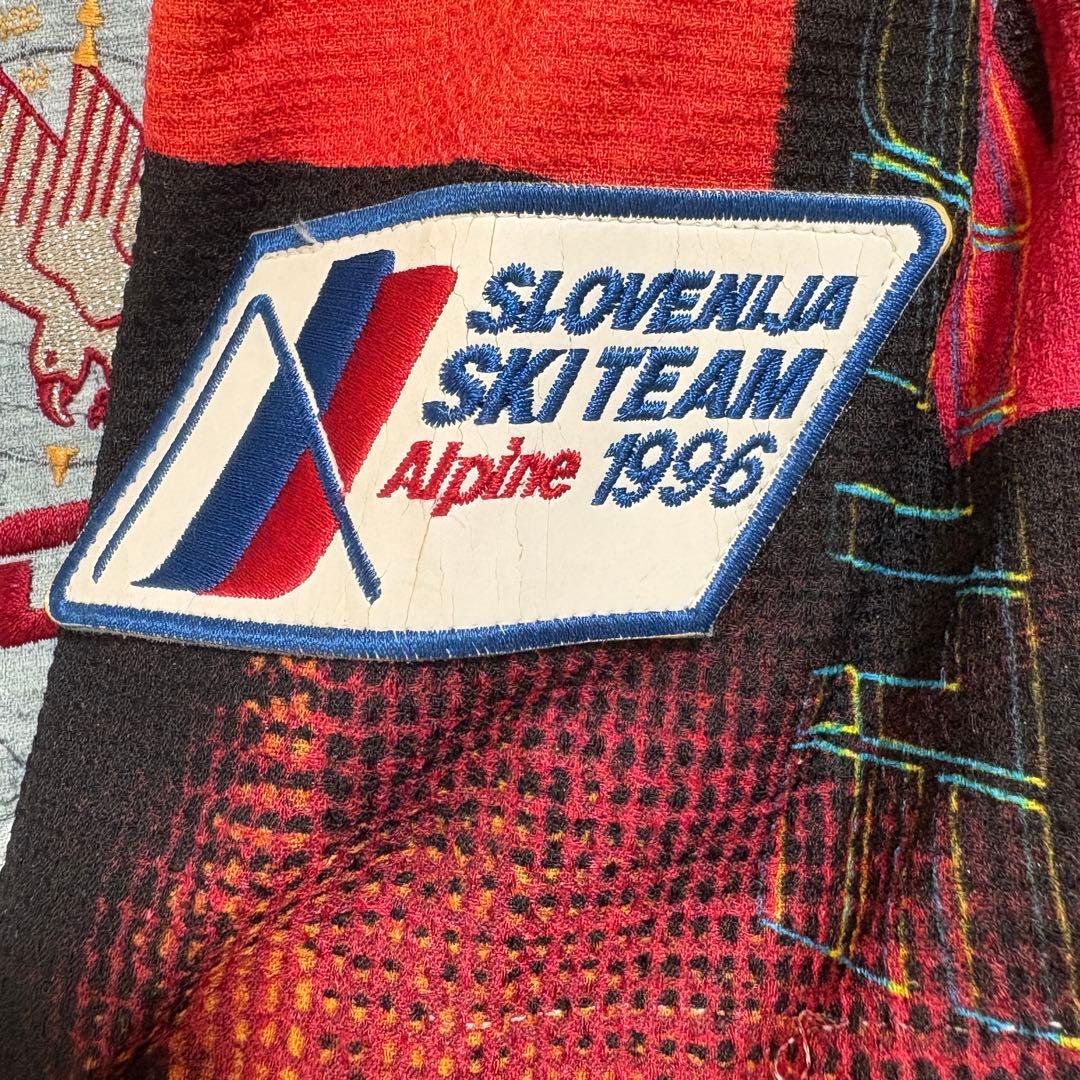 SLOVENIJA
SKI TEAM
Alpine 1996